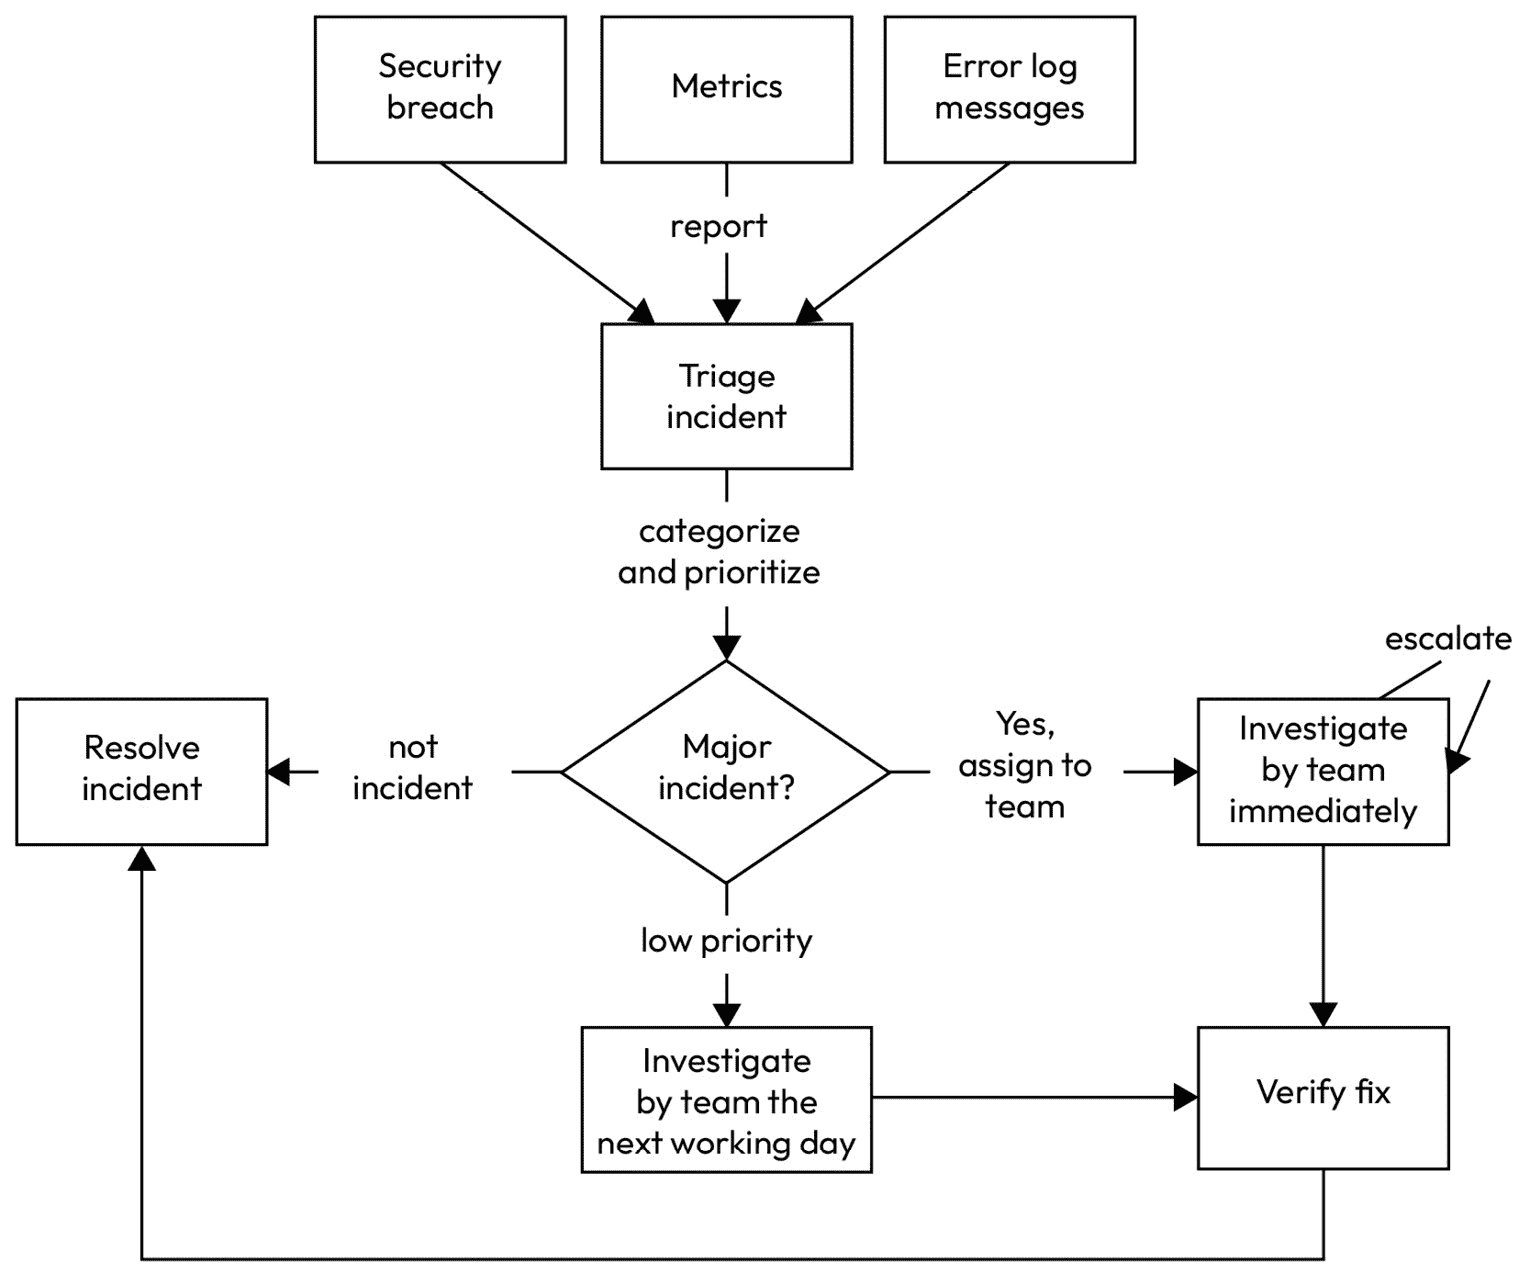 Security
breach
Metrics
Error log
messages
report
Triage
incident
categorize
and prioritize
escalate
Resolve
incident
not
incident
Major
incident?
Yes,
assign to
team
Investigate
by team
immediately
low priority
Investigate
by team the
next working day
Verify fix